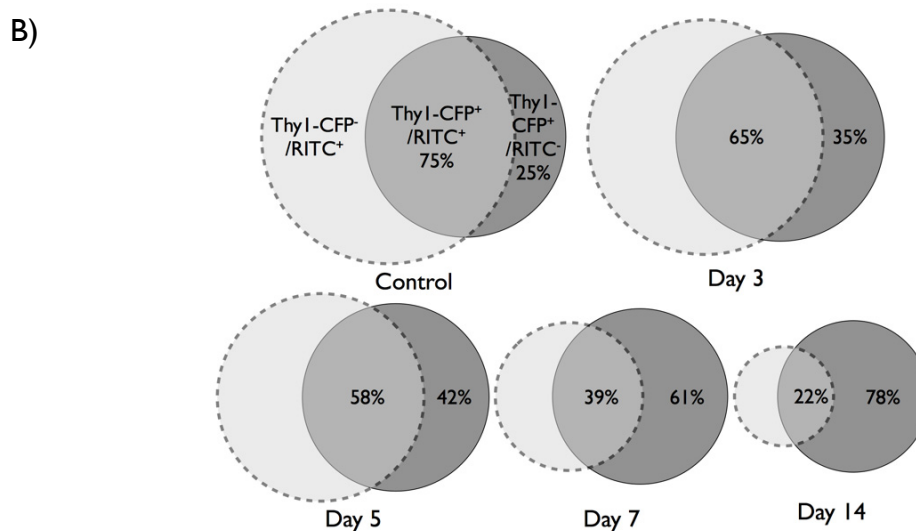 B)
Thy1-CFP⁻
/RITC⁺
Thy1-CFP⁺
/RITC⁺
75%
Thy1-
CFP⁺
/RITC⁻
25%
Control
65%
35%
Day 3
58%
42%
Day 5
39%
61%
Day 7
22%
78%
Day 14